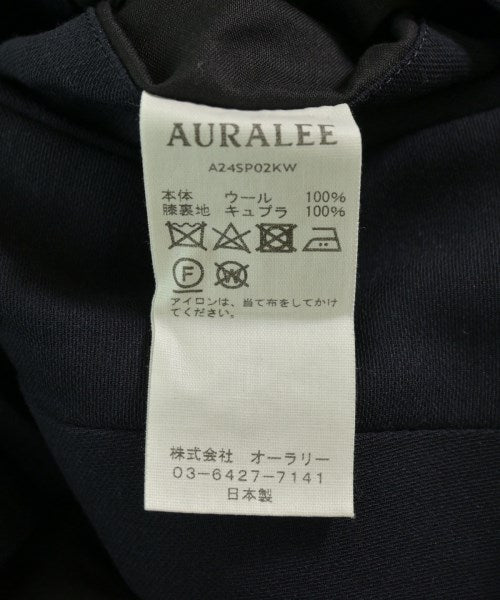 AURALEE
A24SP02KW
本体 ウール 100%
膝裏地 キュプラ 100%
F W
アイロンは、当て布をしてかけ
てください。
株式会社 オーラリー
03-6427-7141
日本製